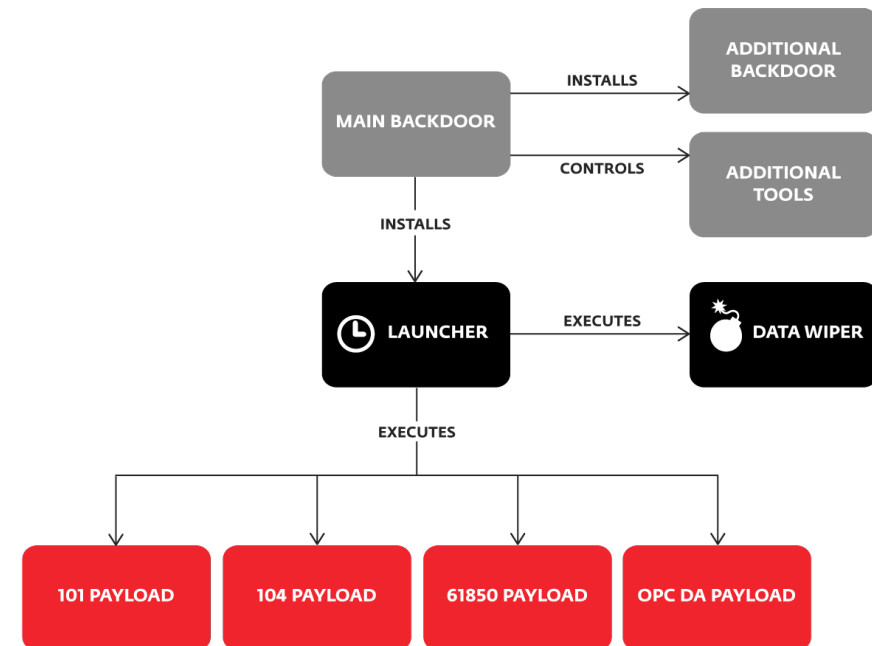 ADDITIONAL
BACKDOOR
INSTALLS
MAIN BACKDOOR
CONTROLS
ADDITIONAL
TOOLS
INSTALLS
LAUNCHER
EXECUTES
DATA WIPER
EXECUTES
101 PAYLOAD
104 PAYLOAD
61850 PAYLOAD
OPC DA PAYLOAD